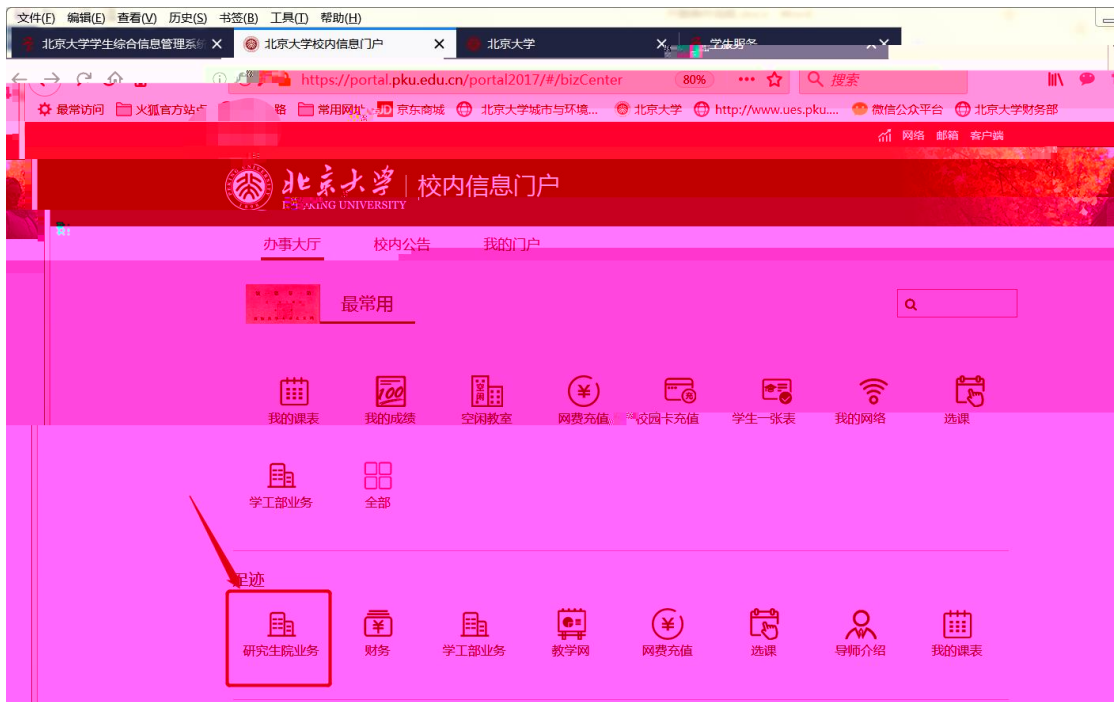 文件(F) 编辑(E) 查看(V) 历史(S) 书签(B) 工具(T) 帮助(H)
北京大学学生综合信息管理系统 × 北京大学校内信息门户 × 北京大学 × 学生服务 ×
https://portal.pku.edu.cn/portal2017/#/bizCenter 80% 搜索
最常访问 火狐官方站点 路 常用网址 JD 京东商城 北京大学城市与环境... 北京大学 http://www.ues.pku.... 微信公众平台 北京大学财务部
网络 邮箱 客户端
北京大学 校内信息门户
PEKING UNIVERSITY
办事大厅 校内公告 我的门户
最常用
我的课表 我的成绩 空闲教室 网费充值 校园卡充值 学生一张表 我的网络 选课
学工部业务 全部
足迹
研究生院业务 财务 学工部业务 教学网 网费充值 选课 导师介绍 我的课表